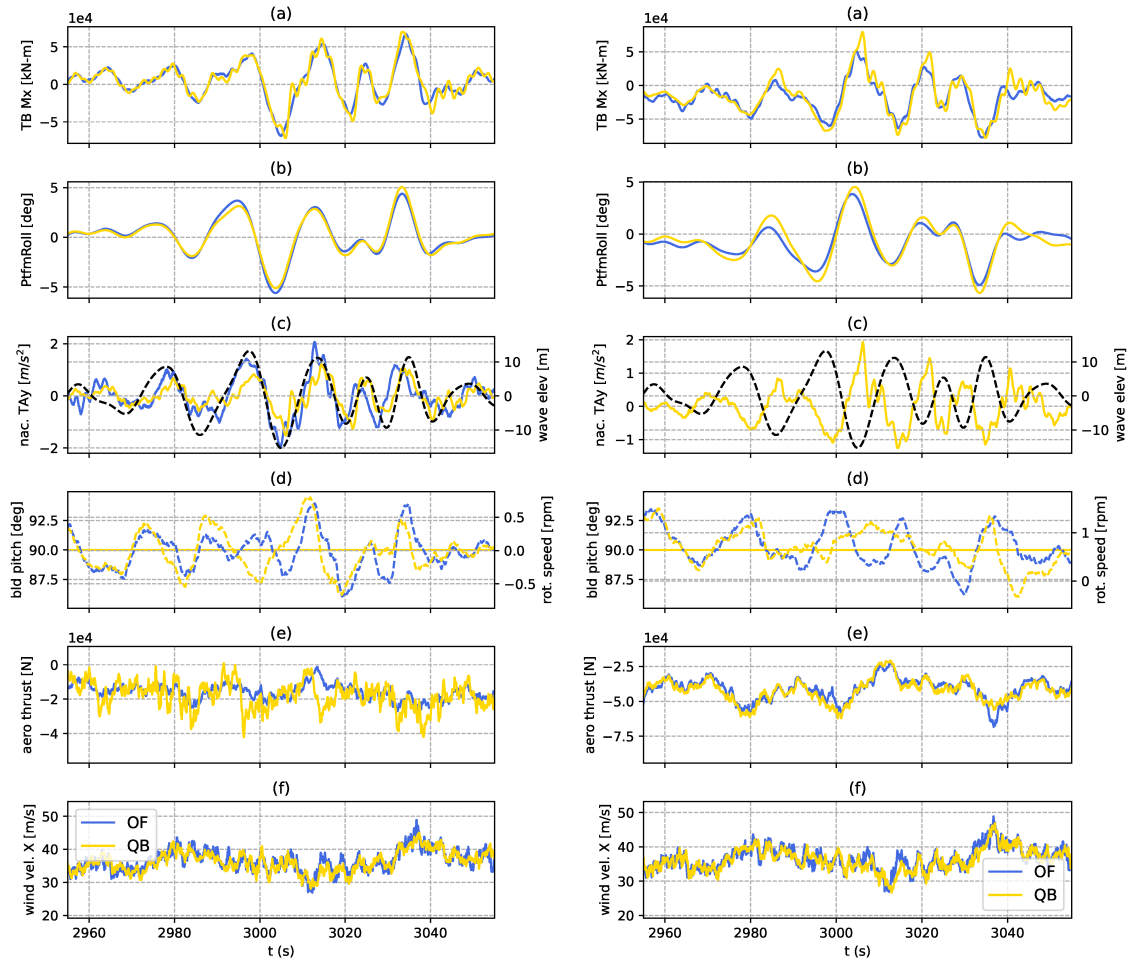 (a)
1e4
TB Mx [kN-m]
5
0
−5
(b)
PtfmRoll [deg]
5
0
−5
(c)
nac. TAy [m/s²]
2
0
−2
wave elev [m]
10
0
−10
(d)
bld pitch [deg]
92.5
90.0
87.5
rot. speed [rpm]
0.5
0.0
−0.5
(e)
1e4
aero thrust [N]
0
−2
−4
(f)
wind vel. X [m/s]
50
40
30
20
OF
QB
2960 2980 3000 3020 3040
t (s)
(a)
1e4
TB Mx [kN-m]
5
0
−5
(b)
PtfmRoll [deg]
5
0
−5
(c)
nac. TAy [m/s²]
2
1
0
−1
wave elev [m]
10
0
−10
(d)
bld pitch [deg]
92.5
90.0
87.5
rot. speed [rpm]
1
0
(e)
1e4
aero thrust [N]
−2.5
−5.0
−7.5
(f)
wind vel. X [m/s]
50
40
30
20
OF
QB
2960 2980 3000 3020 3040
t (s)